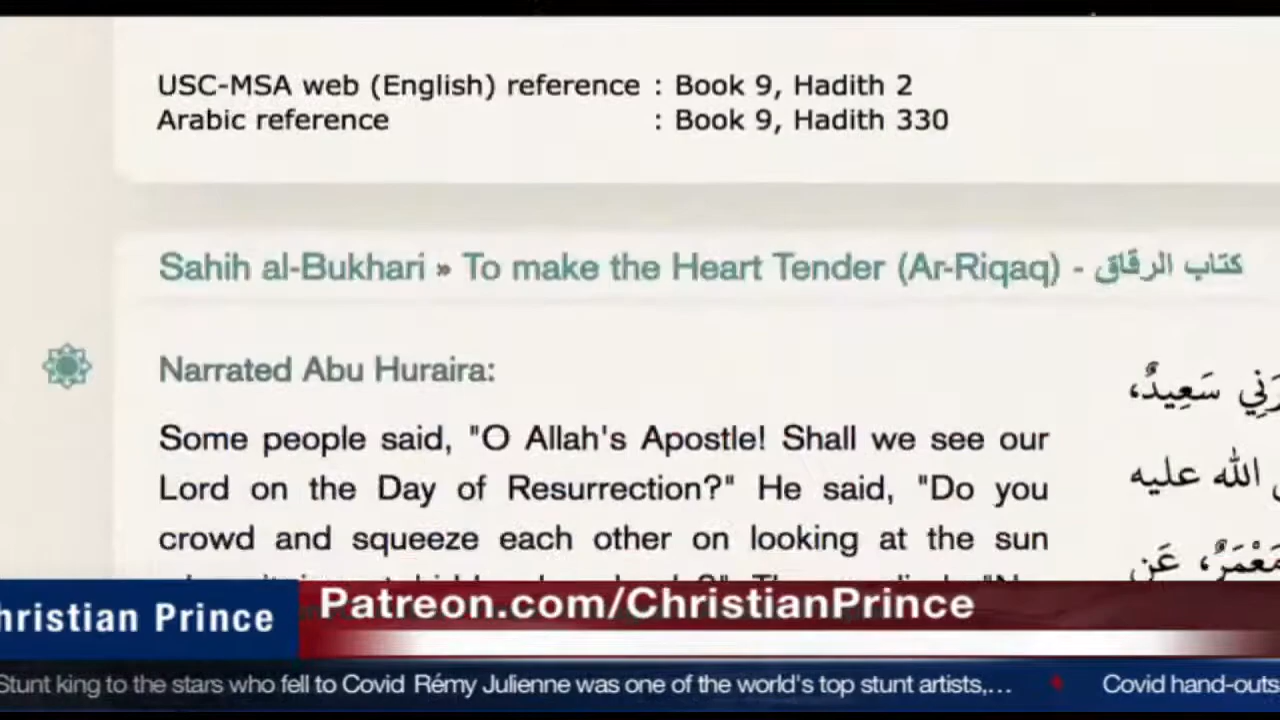 USC-MSA web (English) reference : Book 9, Hadith 2
Arabic reference : Book 9, Hadith 330
Sahih al-Bukhari » To make the Heart Tender (Ar-Riqaq) - كتاب الرقاق
Narrated Abu Huraira:
Some people said, "O Allah's Apostle! Shall we see our
Lord on the Day of Resurrection?" He said, "Do you
crowd and squeeze each other on looking at the sun
سَعِيدٌ،
الله عليه
مَعْمَرٌ، عَنِ
hristian Prince
Patreon.com/ChristianPrince
Stunt king to the stars who fell to Covid Rémy Julienne was one of the world's top stunt artists,... Covid hand-outs